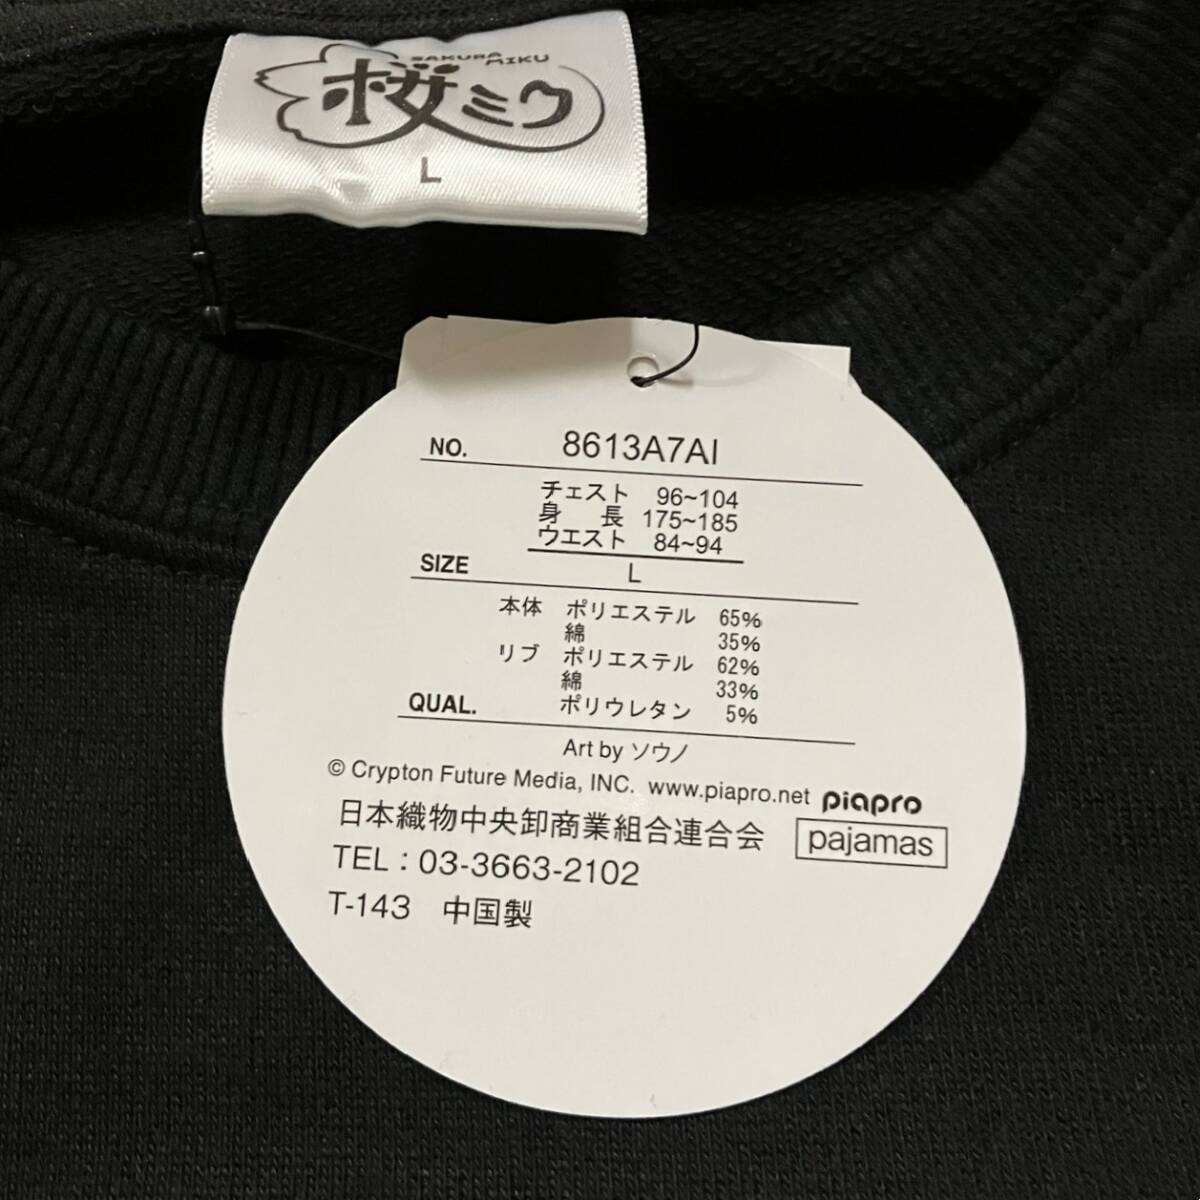 SAKURA MIKU
桜ミク
L
NO. 8613A7AI
チェスト 96~104
身 長 175~185
ウエスト 84~94
SIZE L
本体 ポリエステル 65%
綿 35%
リブ ポリエステル 62%
綿 33%
QUAL. ポリウレタン 5%
Art by ソウノ
© Crypton Future Media, INC. www.piapro.net piapro
日本織物中央卸商業組合連合会 pajamas
TEL : 03-3663-2102
T-143 中国製